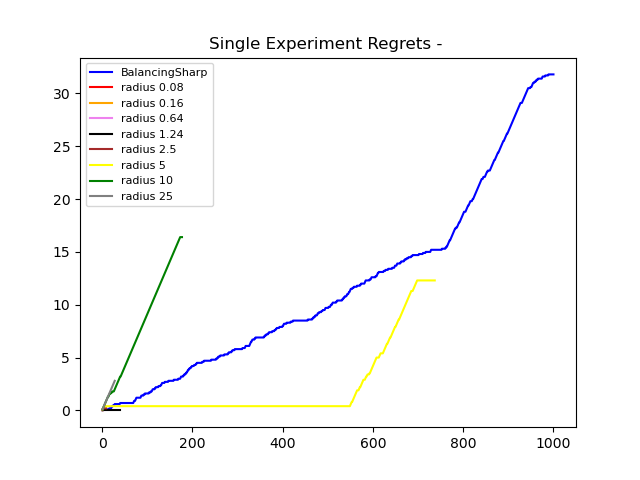 Single Experiment Regrets -
BalancingSharp
radius 0.08
radius 0.16
radius 0.64
radius 1.24
radius 2.5
radius 5
radius 10
radius 25
30
25
20
15
10
5
0
0 200 400 600 800 1000